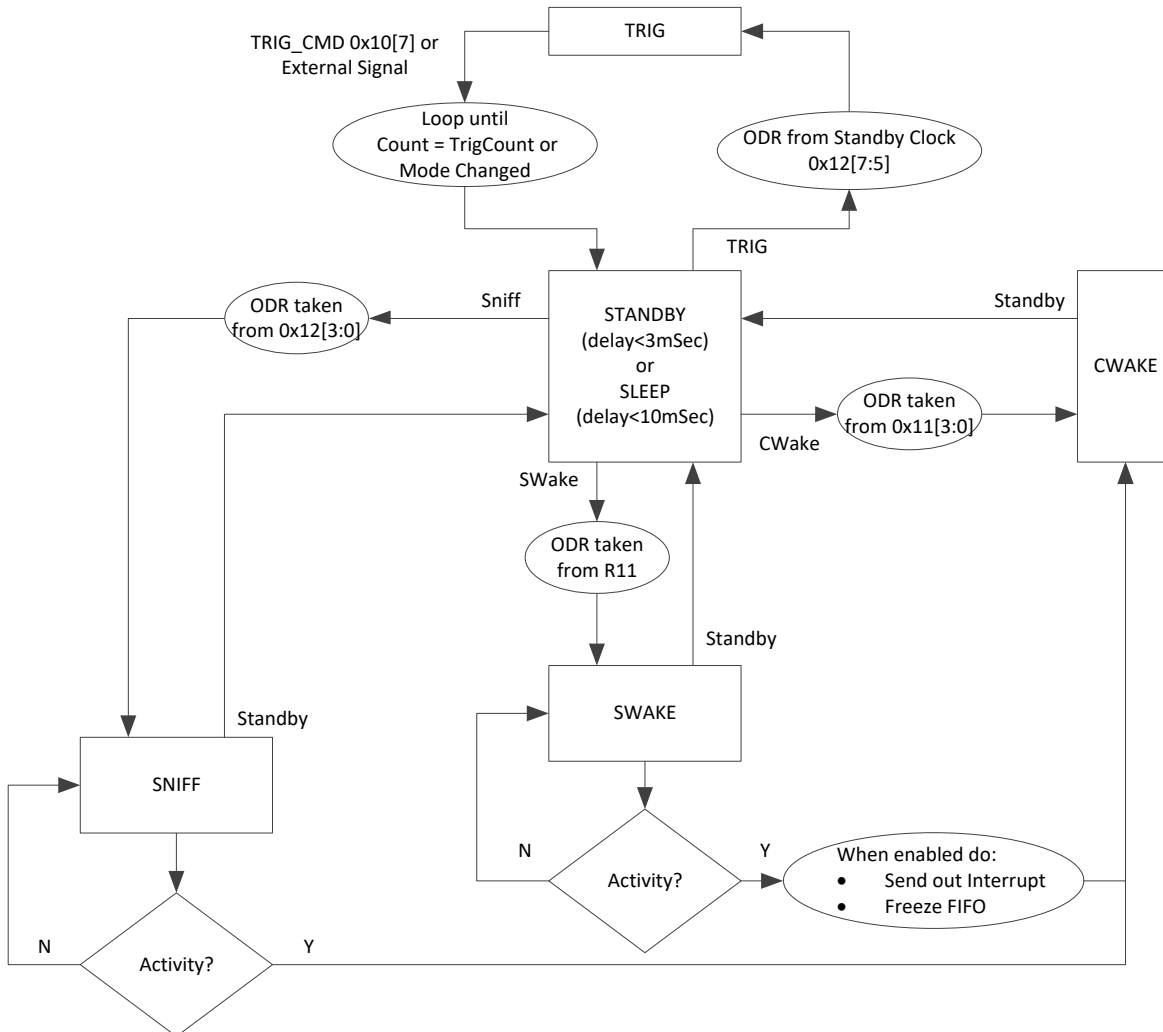 TRIG
TRIG_CMD 0x10[7] or
External Signal
Loop until
Count = TrigCount or
Mode Changed
ODR from Standby Clock
0x12[7:5]
TRIG
ODR taken
from 0x12[3:0]
Sniff
STANDBY
(delay<3mSec)
or
SLEEP
(delay<10mSec)
Standby
CWAKE
CWake
ODR taken
from 0x11[3:0]
SWake
ODR taken
from R11
Standby
SWAKE
Standby
SNIFF
N
Activity?
Y
When enabled do:
• Send out Interrupt
• Freeze FIFO
N
Activity?
Y